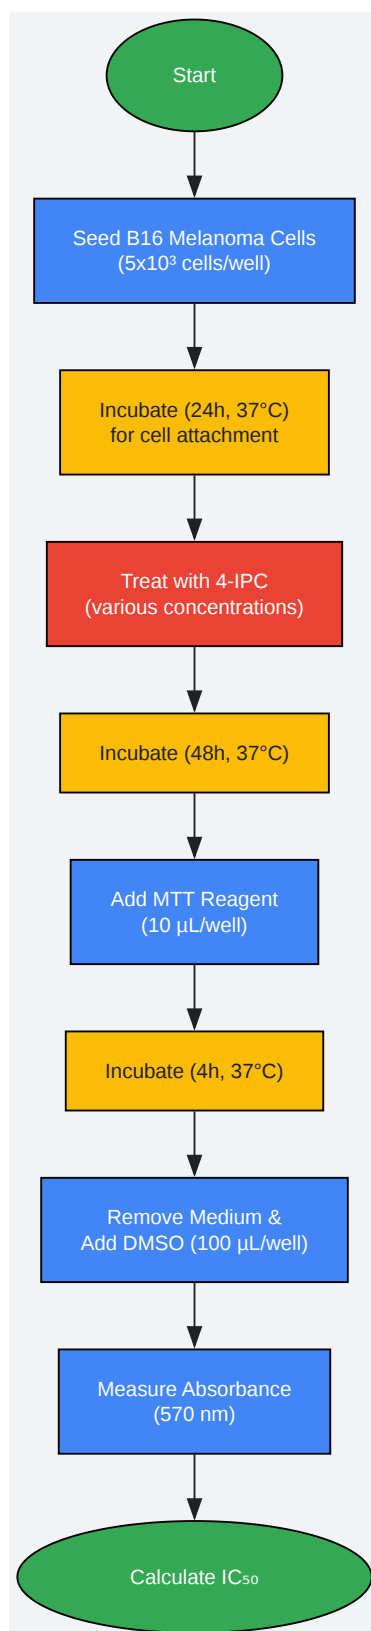 Start
Seed B16 Melanoma Cells
(5x10³ cells/well)
Incubate (24h, 37°C)
for cell attachment
Treat with 4-IPC
(various concentrations)
Incubate (48h, 37°C)
Add MTT Reagent
(10 µL/well)
Incubate (4h, 37°C)
Remove Medium &
Add DMSO (100 µL/well)
Measure Absorbance
(570 nm)
Calculate IC₅₀